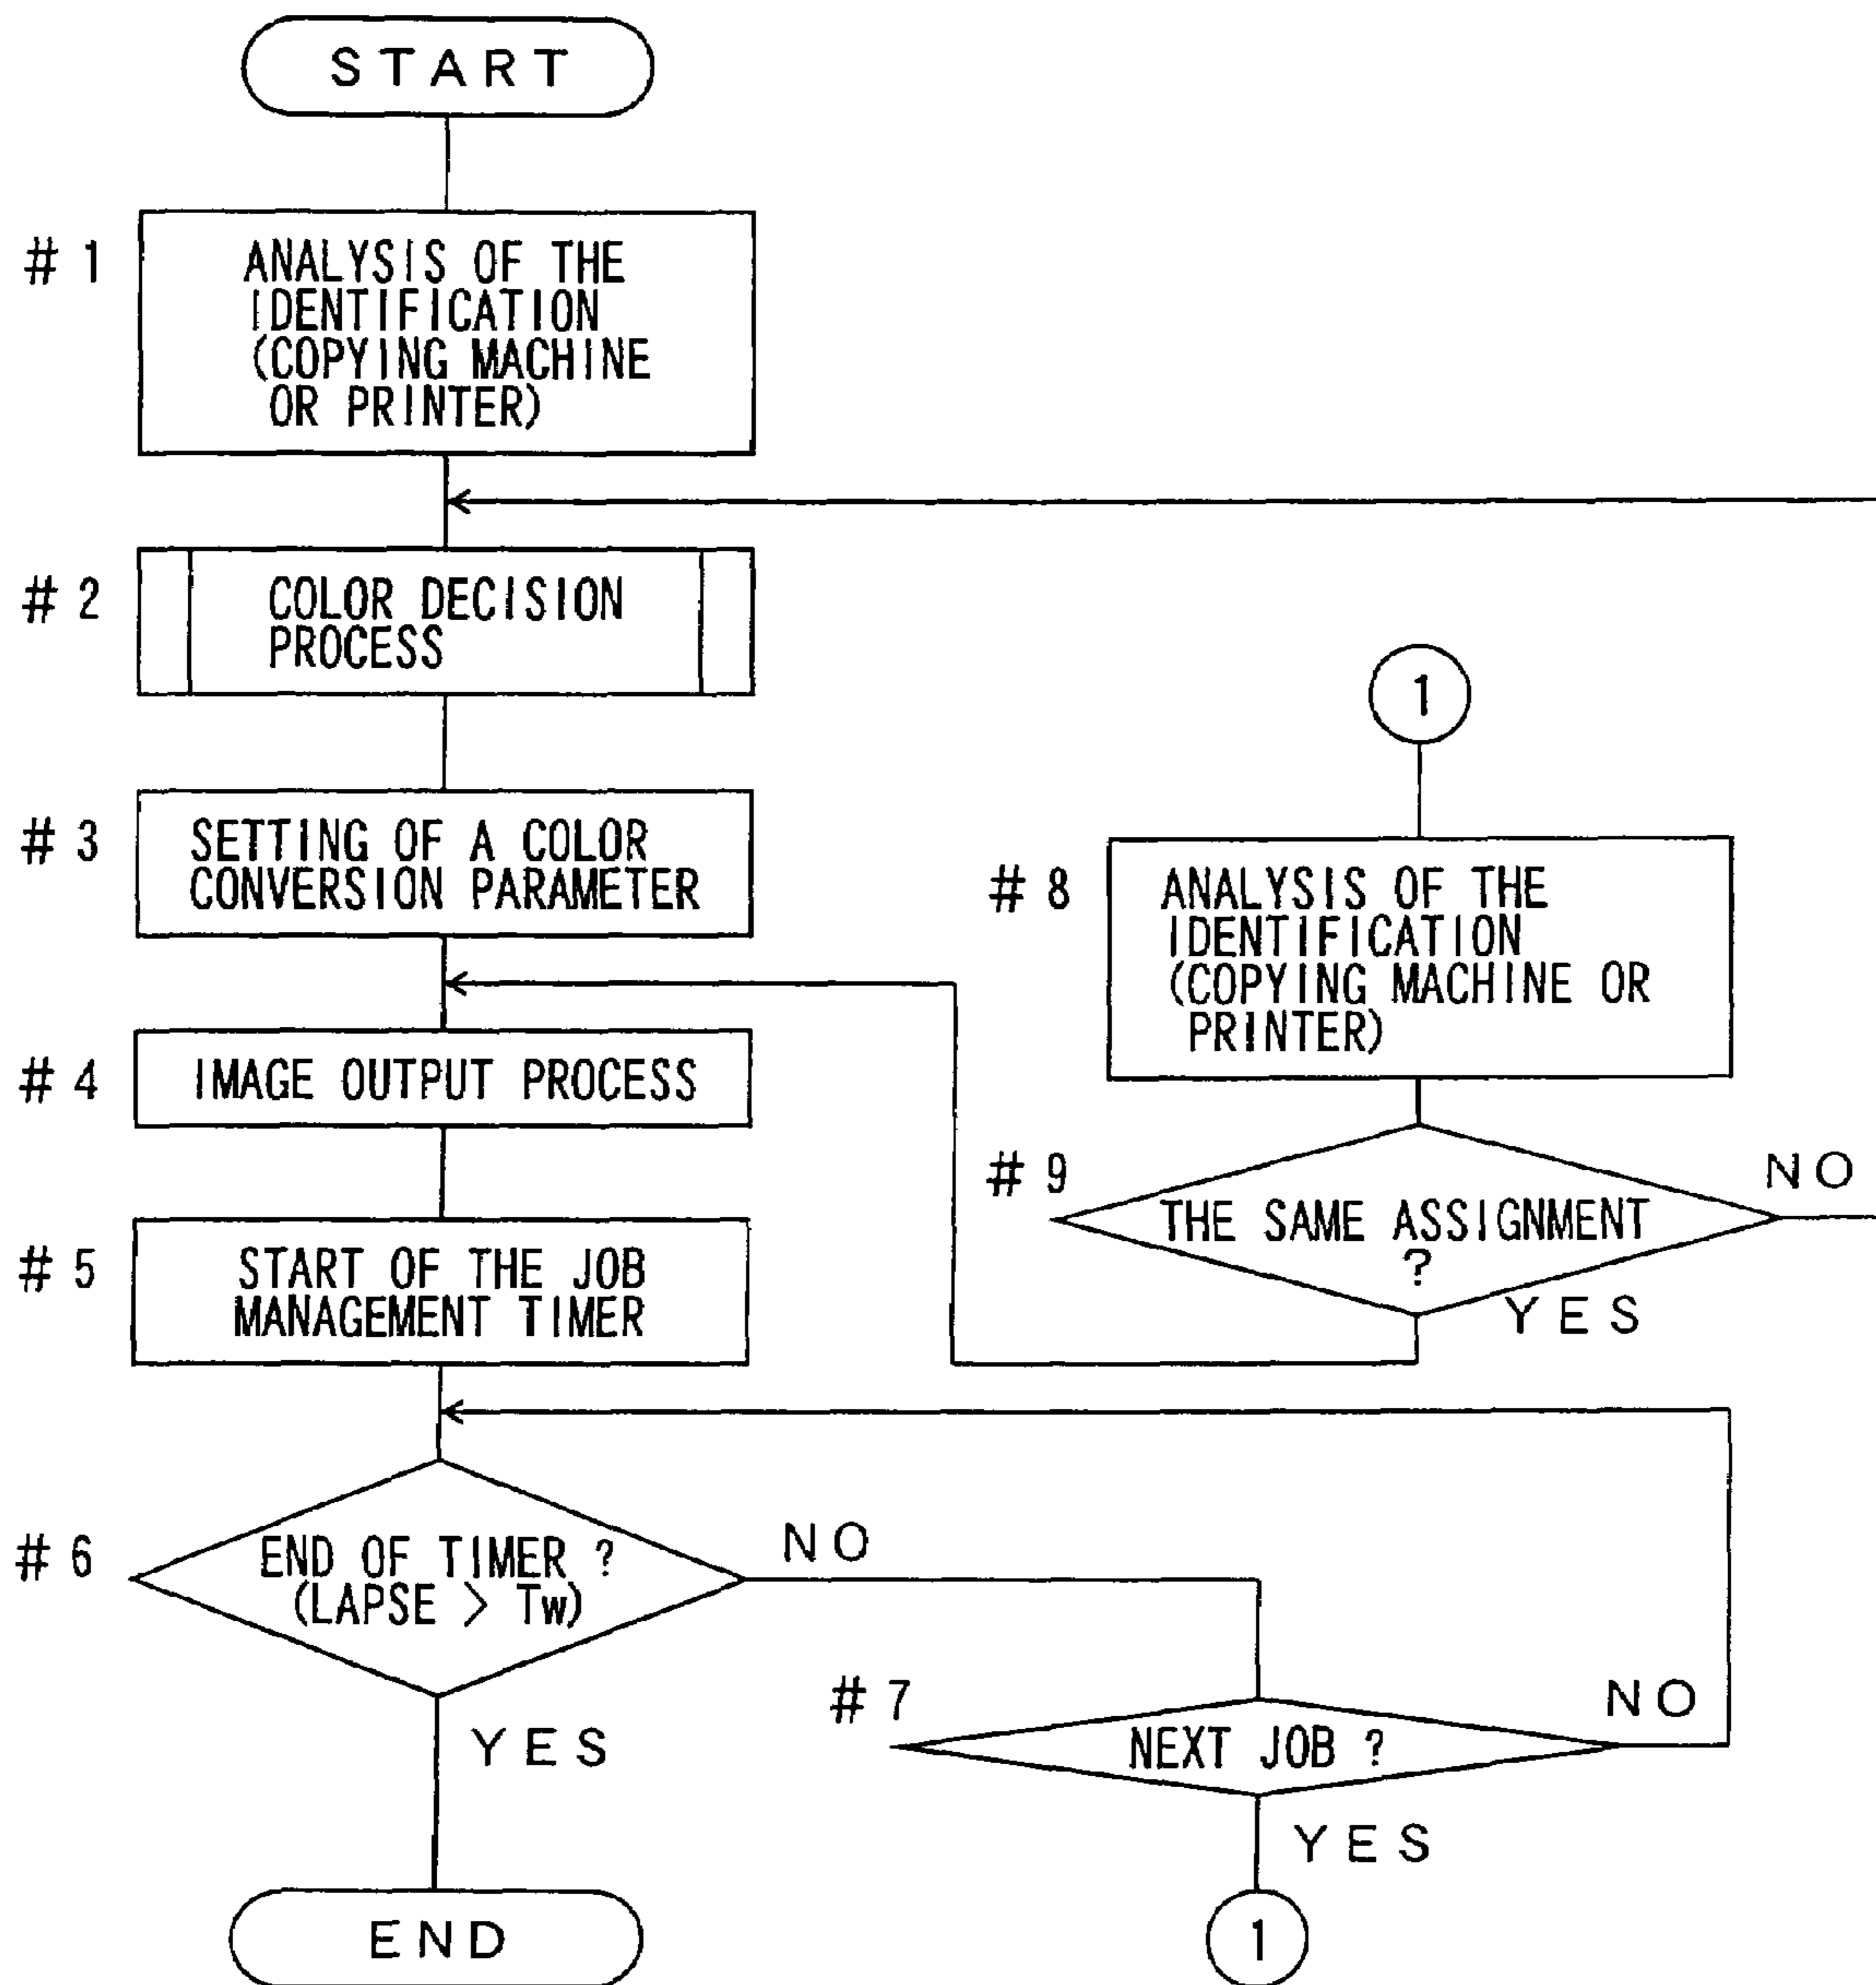 START
# 1
ANALYSIS OF THE
IDENTIFICATION
(COPYING MACHINE
OR PRINTER)
# 2
COLOR DECISION
PROCESS
# 3
SETTING OF A COLOR
CONVERSION PARAMETER
# 4
IMAGE OUTPUT PROCESS
# 5
START OF THE JOB
MANAGEMENT TIMER
# 6
END OF TIMER ?
(LAPSE > Tw)
NO
YES
END
# 7
NEXT JOB ?
NO
YES
1
1
# 8
ANALYSIS OF THE
IDENTIFICATION
(COPYING MACHINE OR
PRINTER)
# 9
THE SAME ASSIGNMENT
?
NO
YES